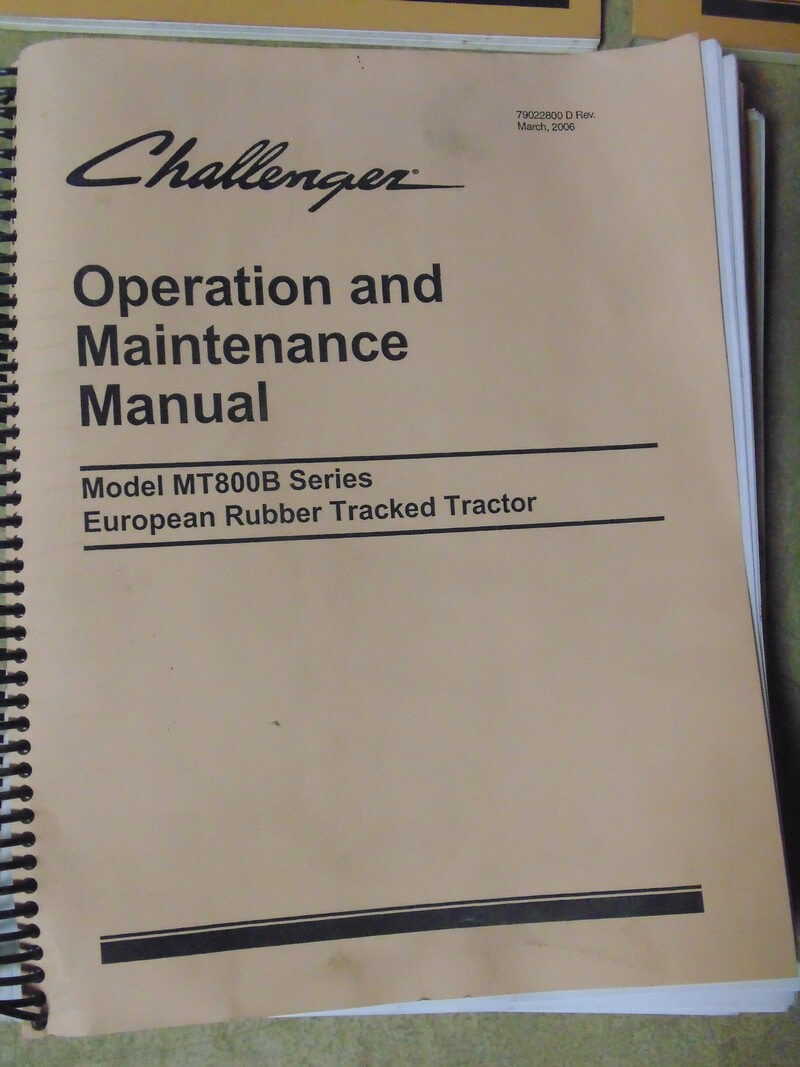 79022800 D Rev.
March, 2006
Challenger®
Operation and
Maintenance
Manual
Model MT800B Series
European Rubber Tracked Tractor